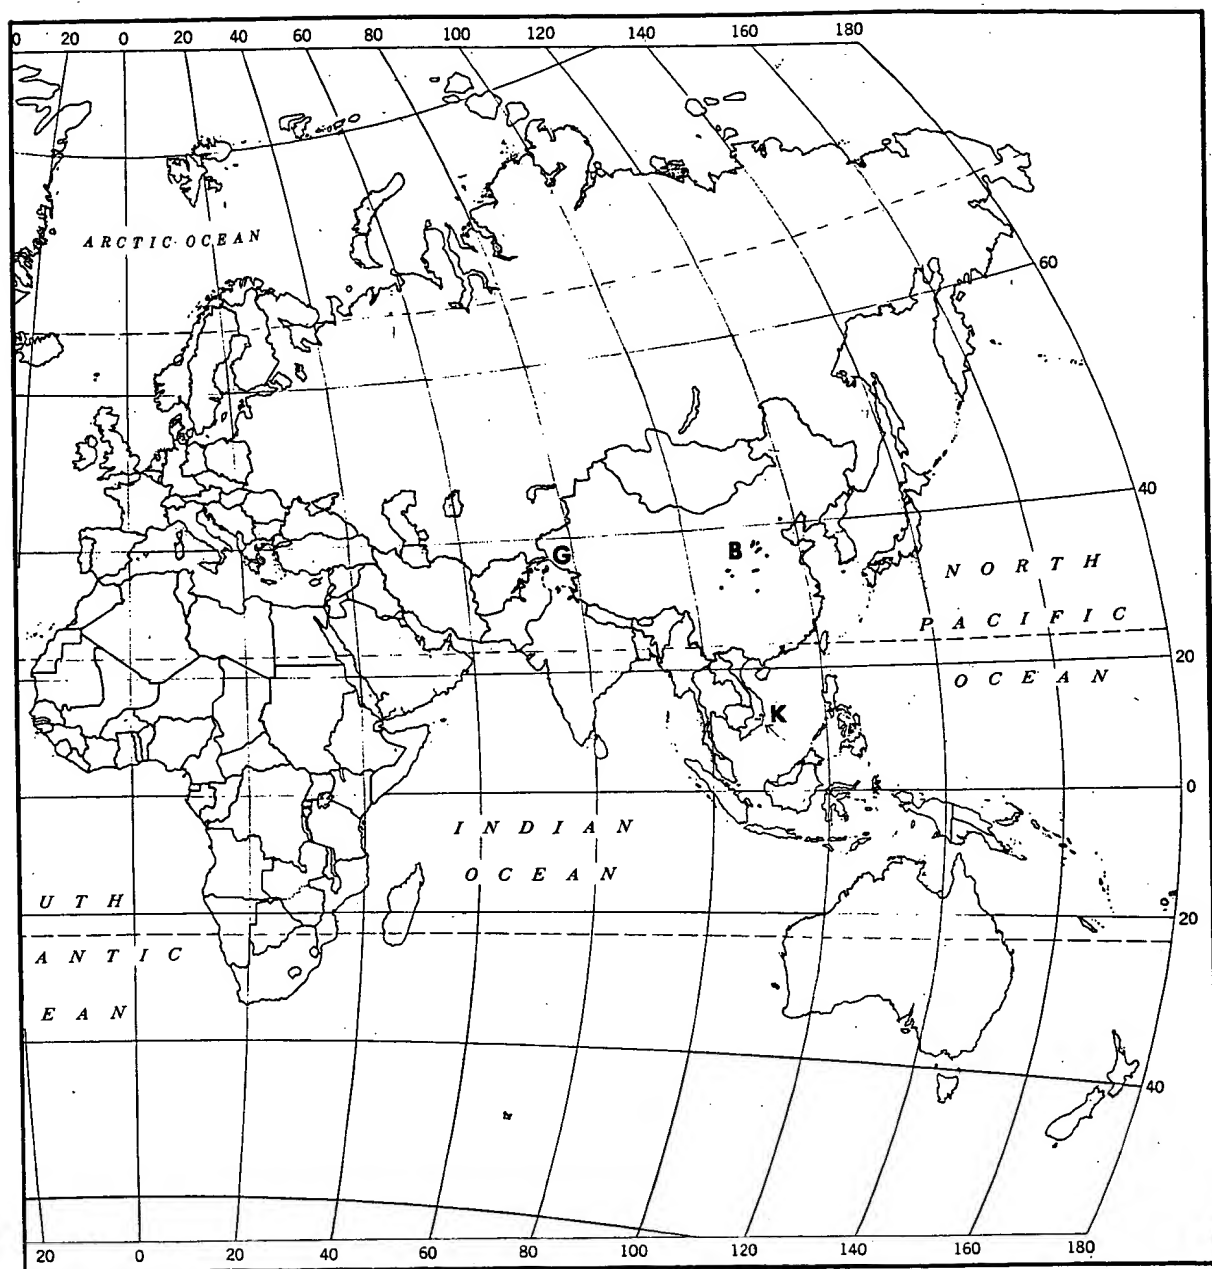 0 20 0 20 40 60 80 100 120 140 160 180
ARCTIC OCEAN
60
40
G
B
NORTH
PACIFIC
20
OCEAN
K
0
INDIAN
OCEAN
UTH
20
ANTIC
EAN
40
20 0 20 40 60 80 100 120 140 160 180